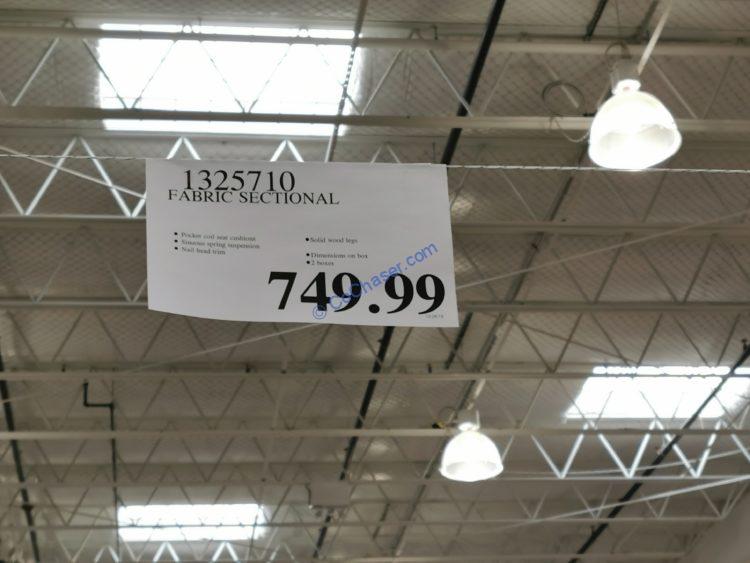 1325710
FABRIC SECTIONAL
• Pocket coil seat cushions
• Sinuous spring suspension
• Nail head trim
• Solid wood legs
• Dimensions on box
• 2 boxes
749.99
© CoChaser.com